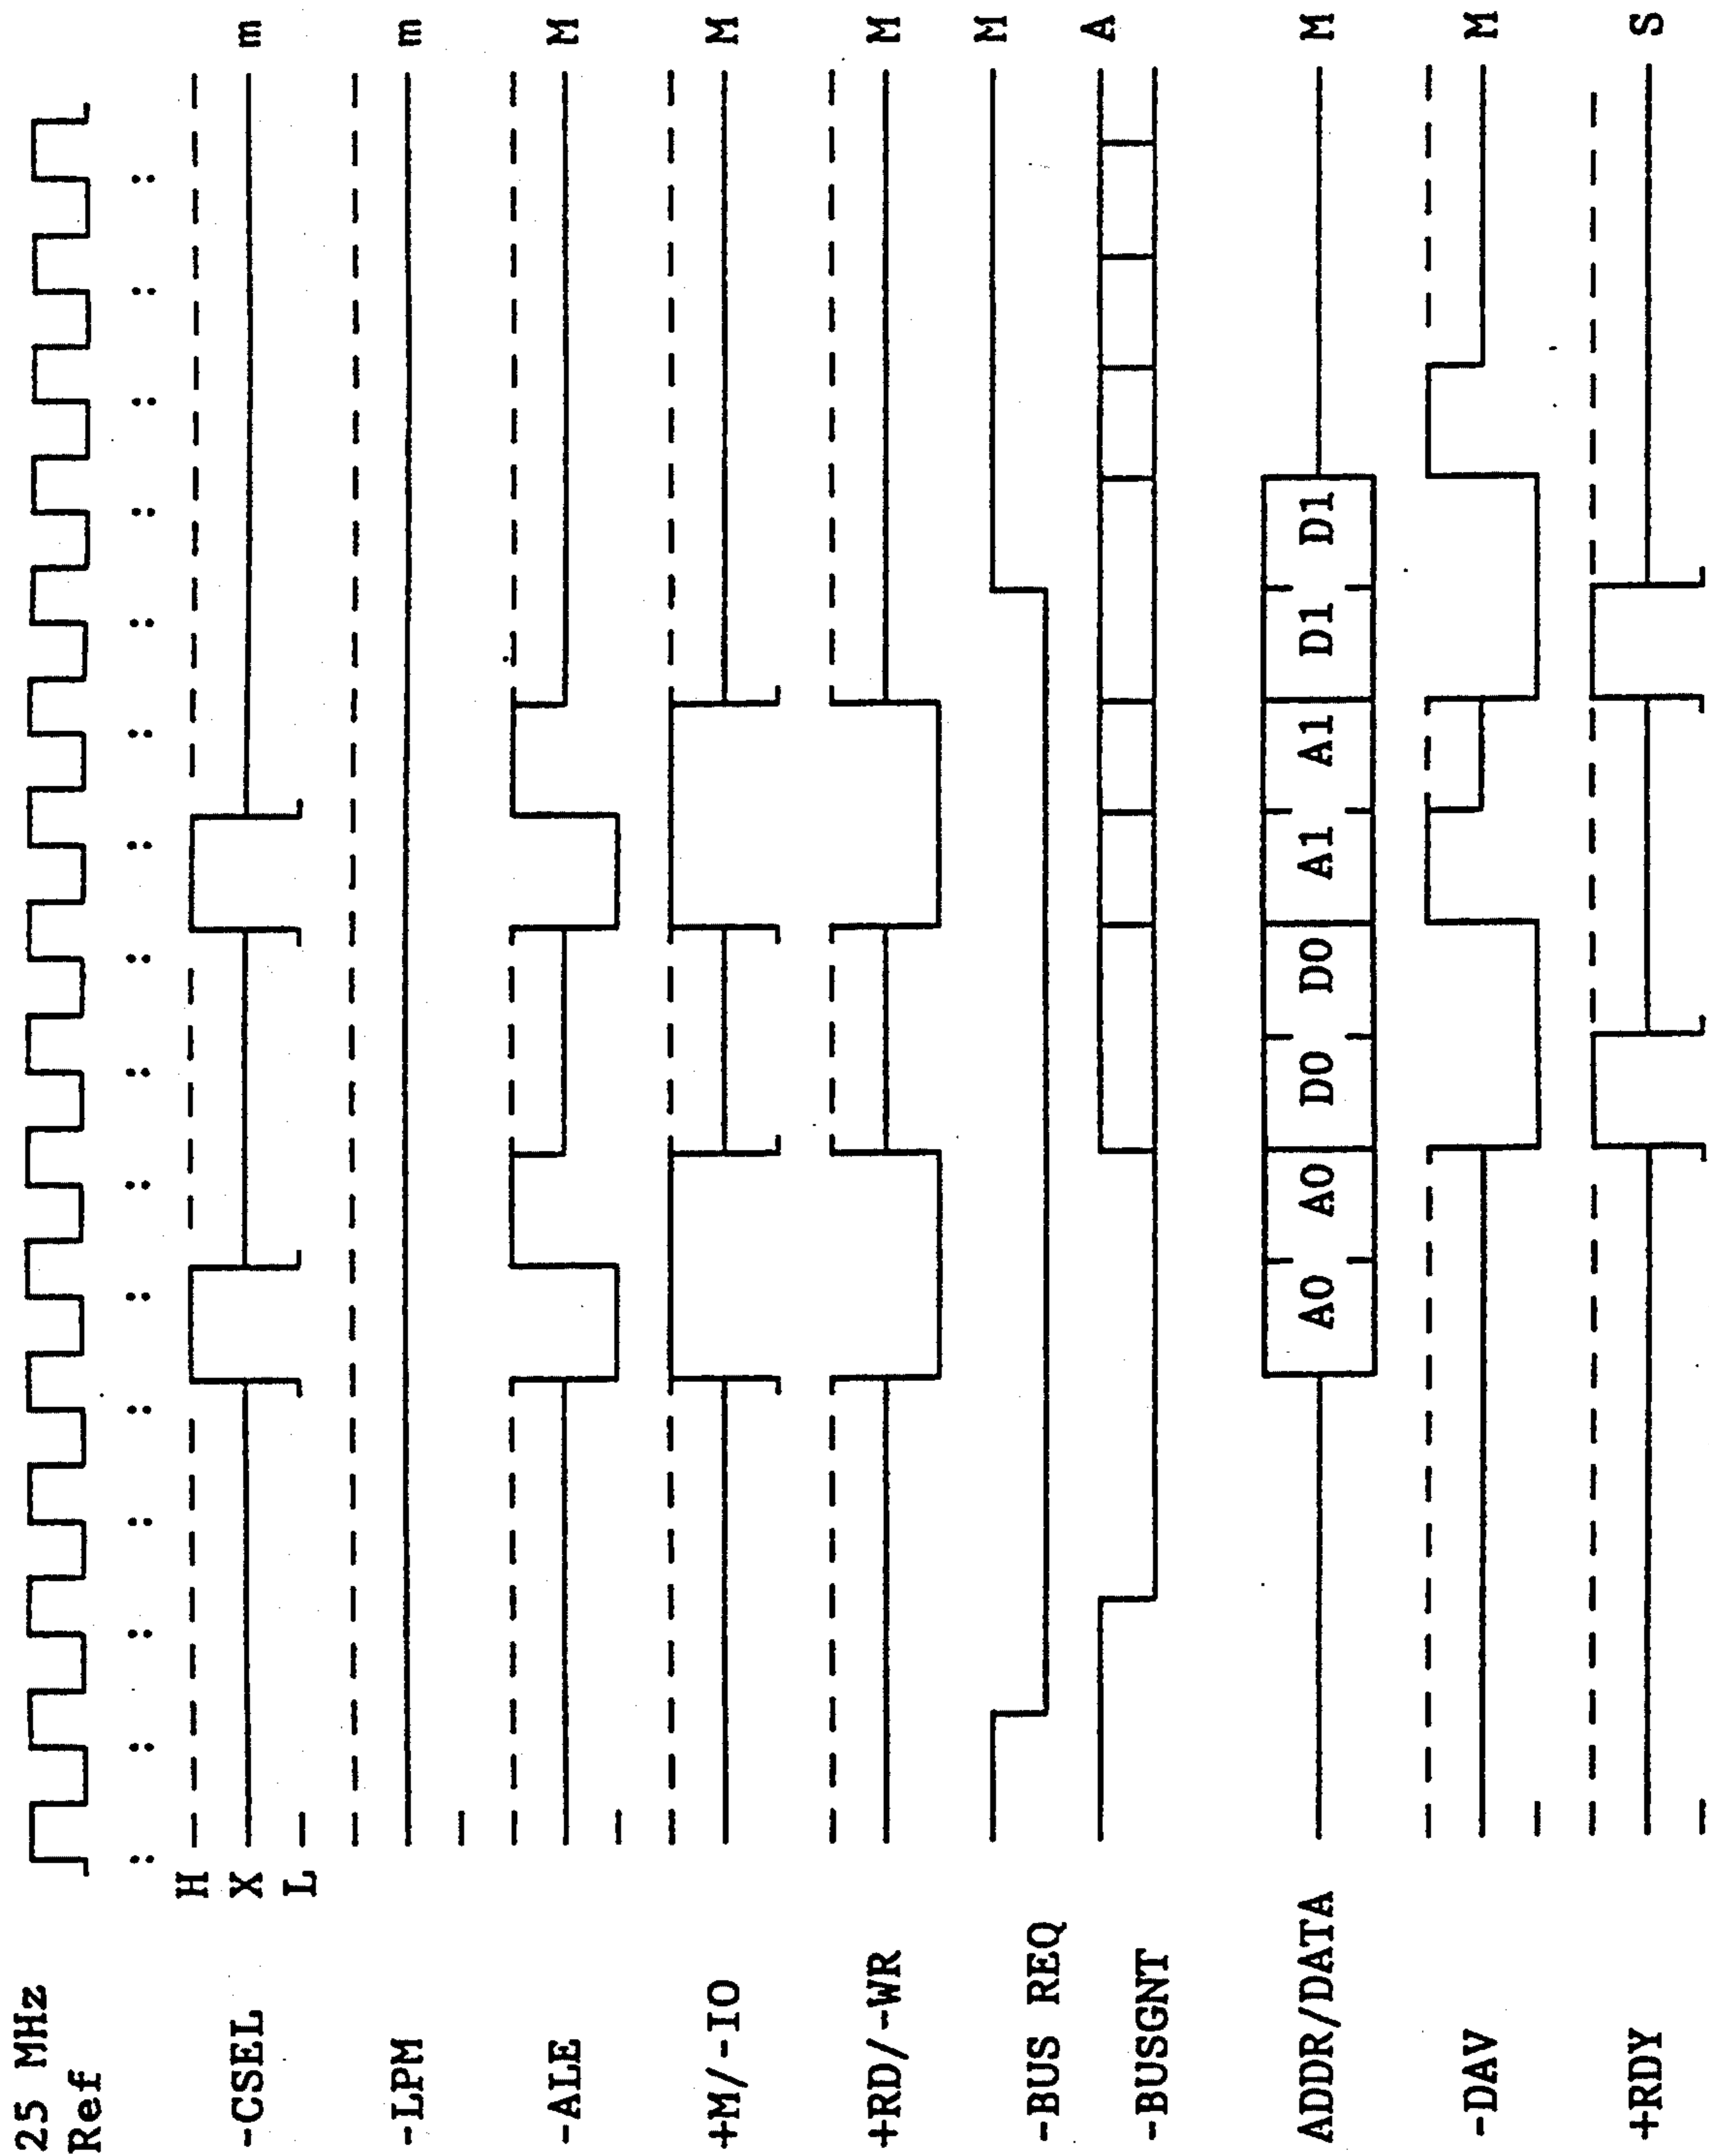 25 MHz
Ref
H
-CSEL X m
L
-LPM m
-ALE M
+M/-IO M
+RD/-WR M
-BUS REQ M
-BUSGNT A
ADDR/DATA A0 A0 D0 D0 A1 A1 D1 D1 M
-DAV M
+RDY S